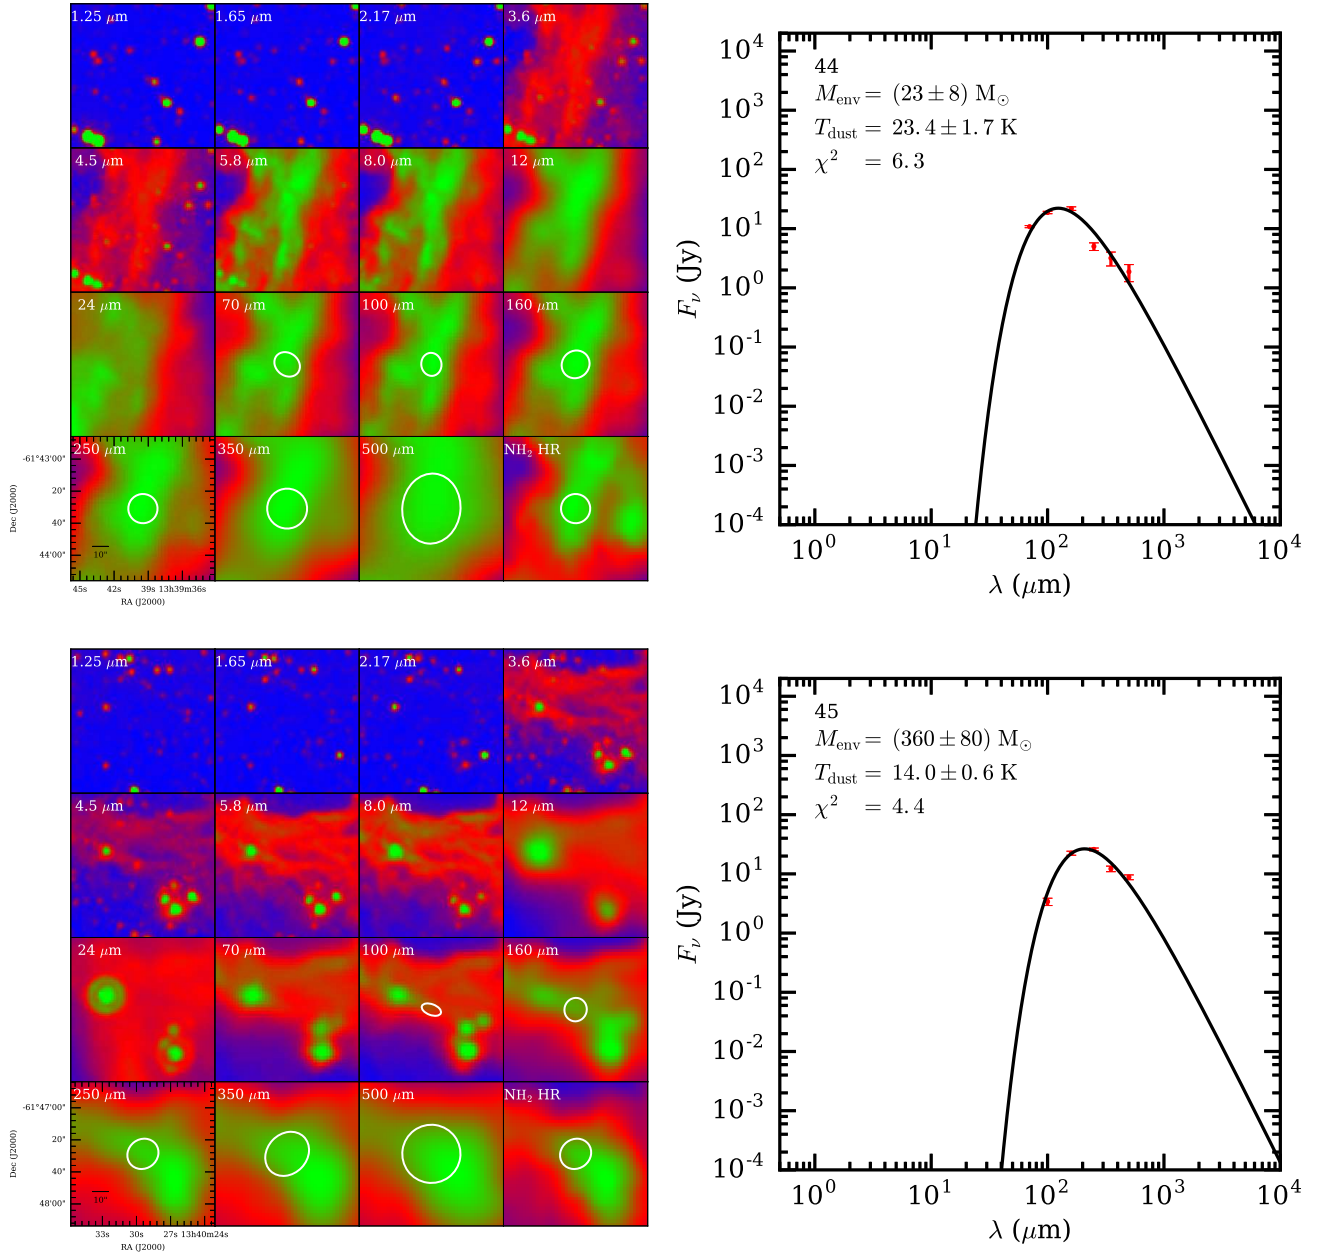 1.25 μm
1.65 μm
2.17 μm
3.6 μm
4.5 μm
5.8 μm
8.0 μm
12 μm
24 μm
70 μm
100 μm
160 μm
250 μm
350 μm
500 μm
NH₂ HR
-61°43'00"
20"
40"
44'00"
Dec (J2000)
10"
45s 42s 39s 13h39m36s
RA (J2000)
44
M_env = (23 ± 8) M_⊙
T_dust = 23.4 ± 1.7 K
χ² = 6.3
F_ν (Jy)
10⁴
10³
10²
10¹
10⁰
10⁻¹
10⁻²
10⁻³
10⁻⁴
10⁰ 10¹ 10² 10³ 10⁴
λ (μm)
1.25 μm
1.65 μm
2.17 μm
3.6 μm
4.5 μm
5.8 μm
8.0 μm
12 μm
24 μm
70 μm
100 μm
160 μm
250 μm
350 μm
500 μm
NH₂ HR
-61°47'00"
20"
40"
48'00"
Dec (J2000)
10"
33s 30s 27s 13h40m24s
RA (J2000)
45
M_env = (360 ± 80) M_⊙
T_dust = 14.0 ± 0.6 K
χ² = 4.4
F_ν (Jy)
10⁴
10³
10²
10¹
10⁰
10⁻¹
10⁻²
10⁻³
10⁻⁴
10⁰ 10¹ 10² 10³ 10⁴
λ (μm)